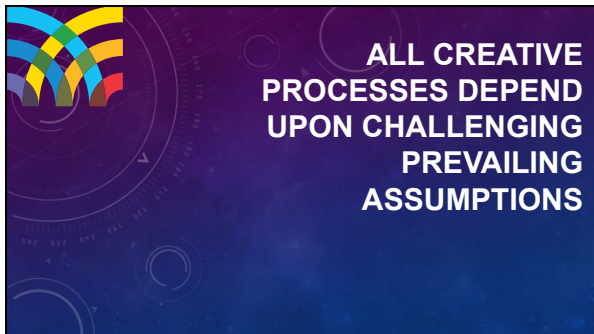 ALL CREATIVE
PROCESSES DEPEND
UPON CHALLENGING
PREVAILING
ASSUMPTIONS